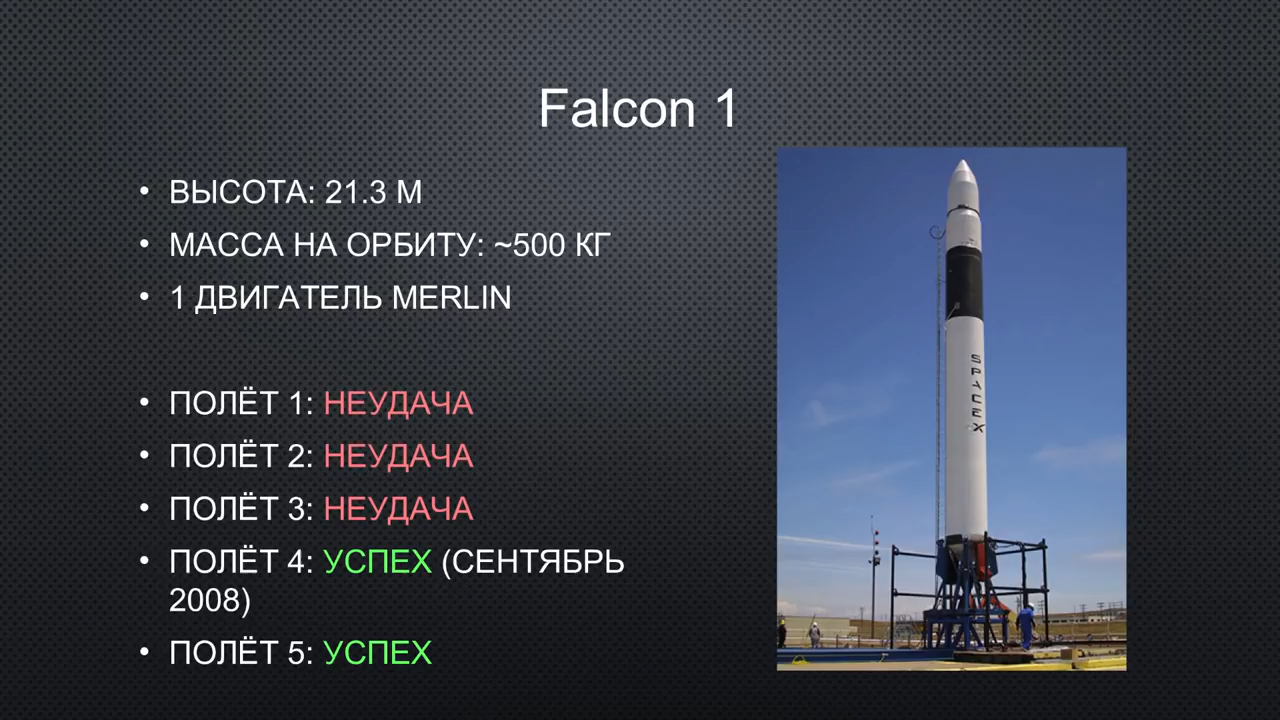 Falcon 1
• ВЫСОТА: 21.3 М
• МАССА НА ОРБИТУ: ~500 КГ
• 1 ДВИГАТЕЛЬ MERLIN
• ПОЛЁТ 1: НЕУДАЧА
• ПОЛЁТ 2: НЕУДАЧА
• ПОЛЁТ 3: НЕУДАЧА
• ПОЛЁТ 4: УСПЕХ (СЕНТЯБРЬ
2008)
• ПОЛЁТ 5: УСПЕХ
SPACEX